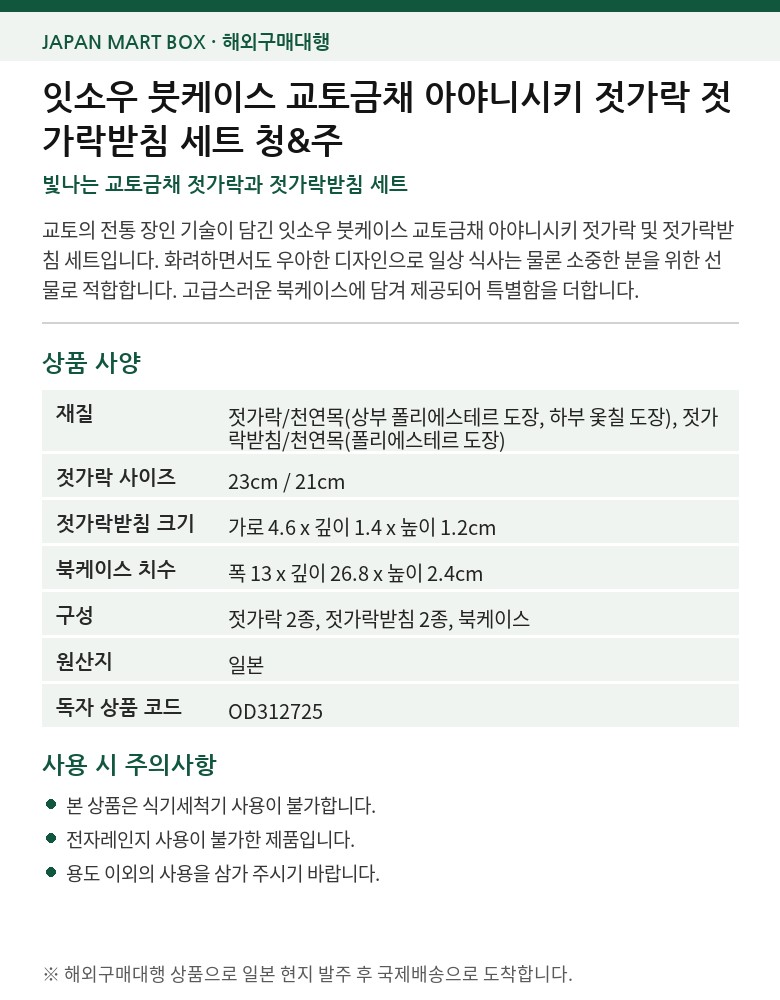 JAPAN MART BOX · 해외구매대행
잇소우 붓케이스 교토금채 아야니시키 젓가락 젓
가락받침 세트 청&주
빛나는 교토금채 젓가락과 젓가락받침 세트
교토의 전통 장인 기술이 담긴 잇소우 붓케이스 교토금채 아야니시키 젓가락 및 젓가락받
침 세트입니다. 화려하면서도 우아한 디자인으로 일상 식사는 물론 소중한 분을 위한 선
물로 적합합니다. 고급스러운 북케이스에 담겨 제공되어 특별함을 더합니다.
상품 사양
재질
젓가락/천연목(상부 폴리에스테르 도장, 하부 옻칠 도장), 젓가
락받침/천연목(폴리에스테르 도장)
젓가락 사이즈
23cm / 21cm
젓가락받침 크기
가로 4.6 x 깊이 1.4 x 높이 1.2cm
북케이스 치수
폭 13 x 깊이 26.8 x 높이 2.4cm
구성
젓가락 2종, 젓가락받침 2종, 북케이스
원산지
일본
독자 상품 코드
OD312725
사용 시 주의사항
● 본 상품은 식기세척기 사용이 불가합니다.
● 전자레인지 사용이 불가한 제품입니다.
● 용도 이외의 사용을 삼가 주시기 바랍니다.
※ 해외구매대행 상품으로 일본 현지 발주 후 국제배송으로 도착합니다.